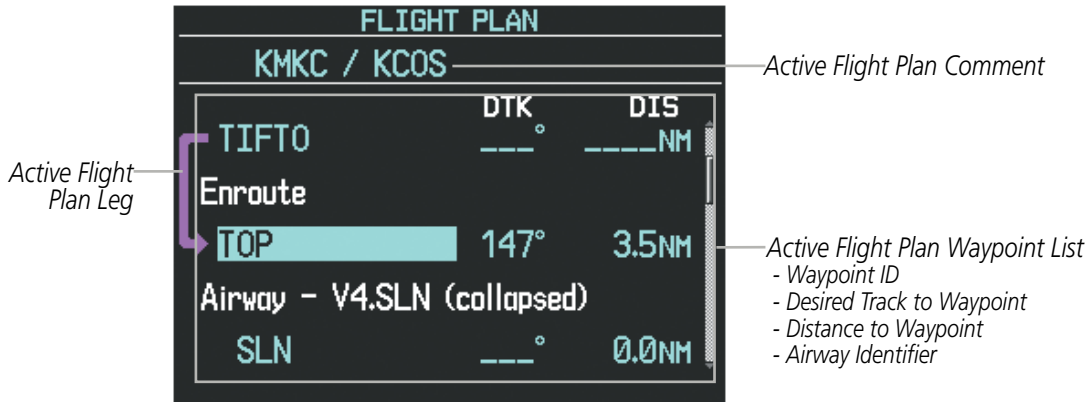 FLIGHT PLAN
KMKC / KCOS
Active Flight Plan Comment
DTK DIS
TIFTO ___° ____NM
Active Flight
Plan Leg
Enroute
TOP 147° 3.5NM
Active Flight Plan Waypoint List
- Waypoint ID
- Desired Track to Waypoint
- Distance to Waypoint
- Airway Identifier
Airway - V4.SLN (collapsed)
SLN ___° 0.0NM